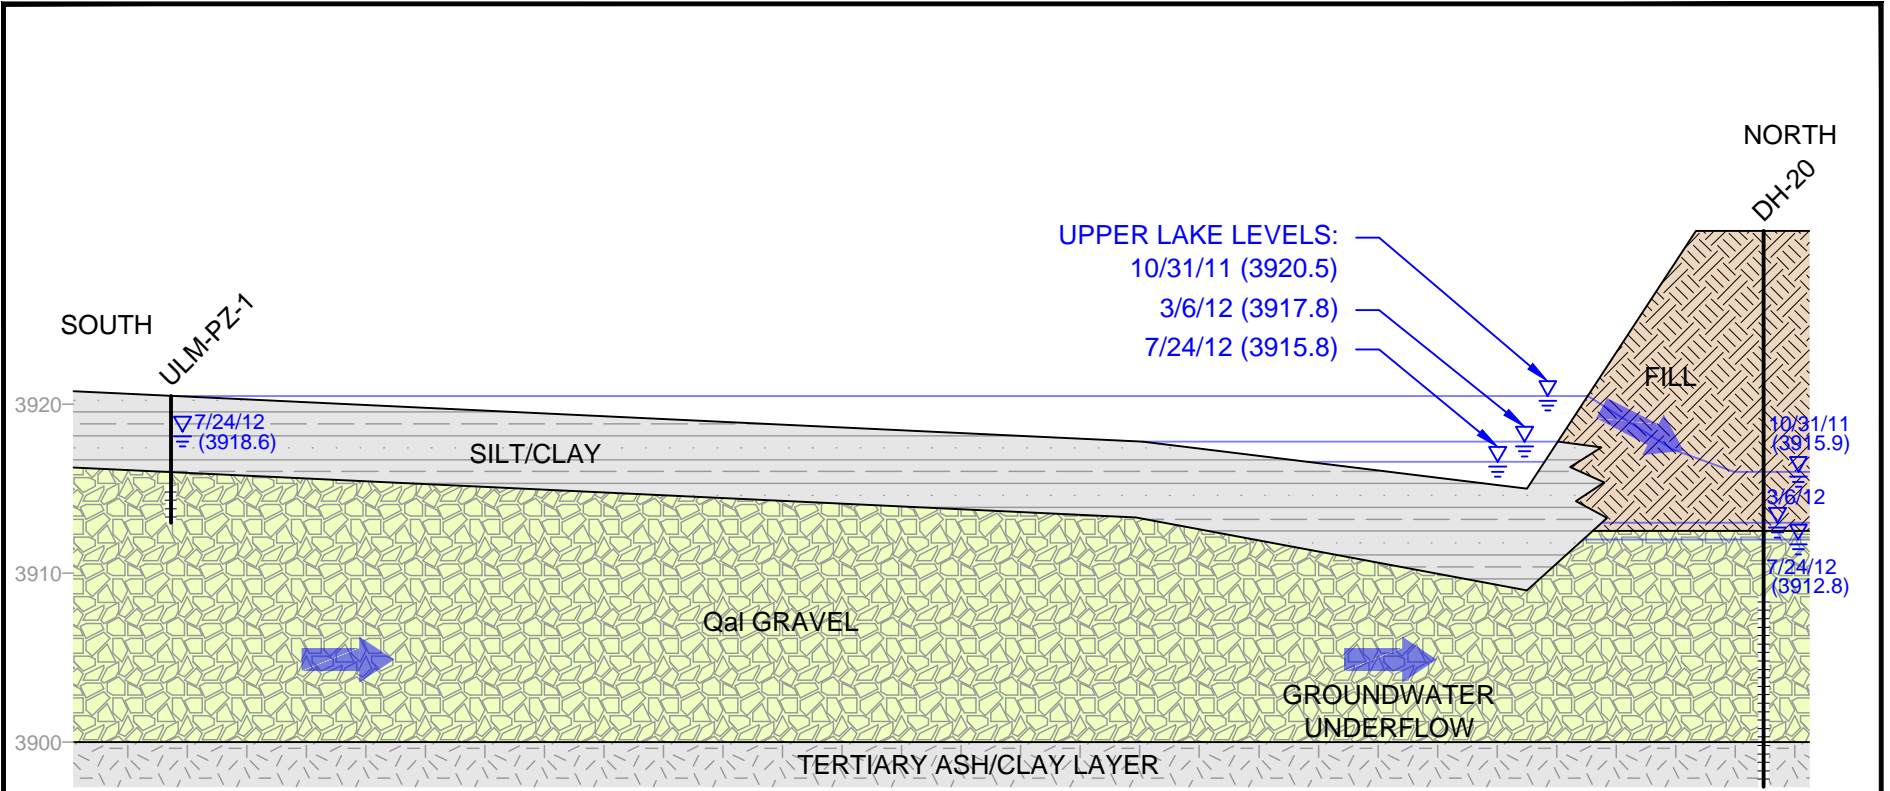 NORTH
DH-20
UPPER LAKE LEVELS:
10/31/11 (3920.5)
3/6/12 (3917.8)
7/24/12 (3915.8)
SOUTH
ULM-PZ-1
FILL
3920
7/24/12
(3918.6)
10/31/11
(3915.9)
SILT/CLAY
3/6/12
3910
7/24/12
(3912.8)
Qal GRAVEL
GROUNDWATER
UNDERFLOW
3900
TERTIARY ASH/CLAY LAYER